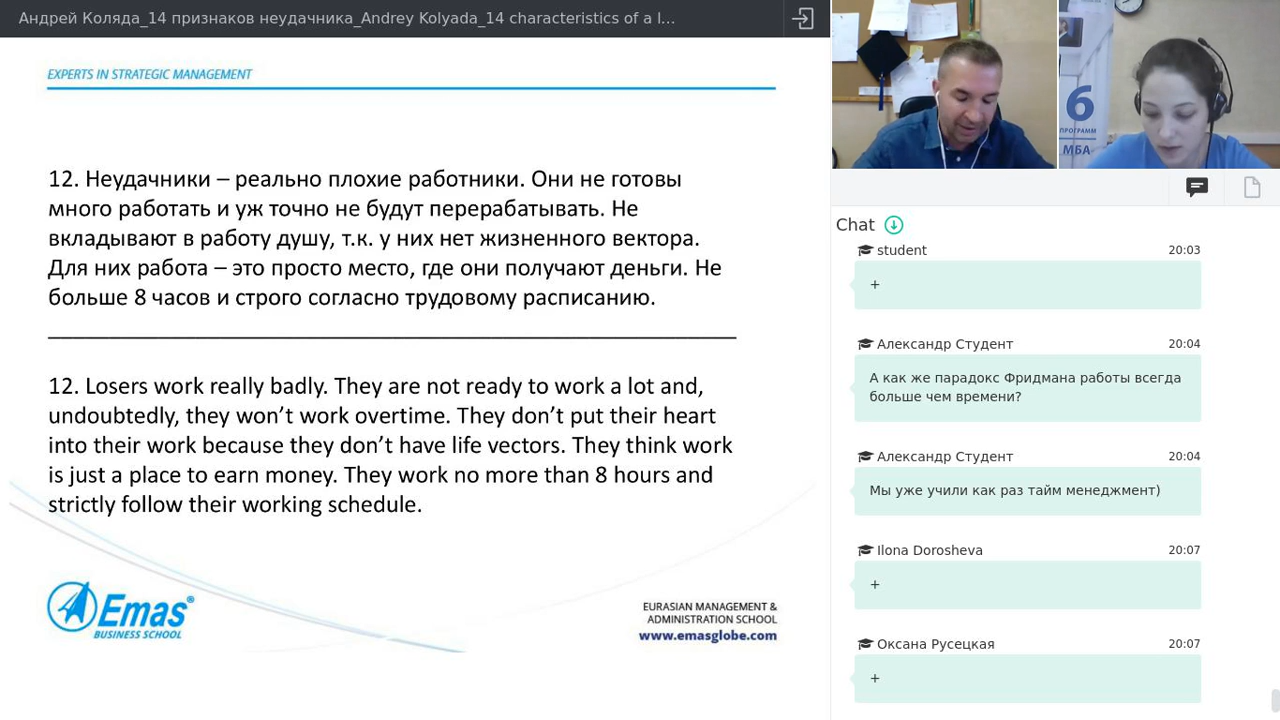 Андрей Коляда_14 признаков неудачника_Andrey Kolyada_14 characteristics of a l...
EXPERTS IN STRATEGIC MANAGEMENT
12. Неудачники – реально плохие работники. Они не готовы
много работать и уж точно не будут перерабатывать. Не
вкладывают в работу душу, т.к. у них нет жизненного вектора.
Для них работа – это просто место, где они получают деньги. Не
больше 8 часов и строго согласно трудовому расписанию.
12. Losers work really badly. They are not ready to work a lot and,
undoubtedly, they won’t work overtime. They don’t put their heart
into their work because they don’t have life vectors. They think work
is just a place to earn money. They work no more than 8 hours and
strictly follow their working schedule.
Emas®
BUSINESS SCHOOL
EURASIAN MANAGEMENT &
ADMINISTRATION SCHOOL
www.emasglobe.com
6
ПРОГРАММ
МБА
Chat
student 20:03
+
Александр Студент 20:04
А как же парадокс Фридмана работы всегда
больше чем времени?
Александр Студент 20:04
Мы уже учили как раз тайм менеджмент)
Ilona Dorosheva 20:07
+
Оксана Русецкая 20:07
+